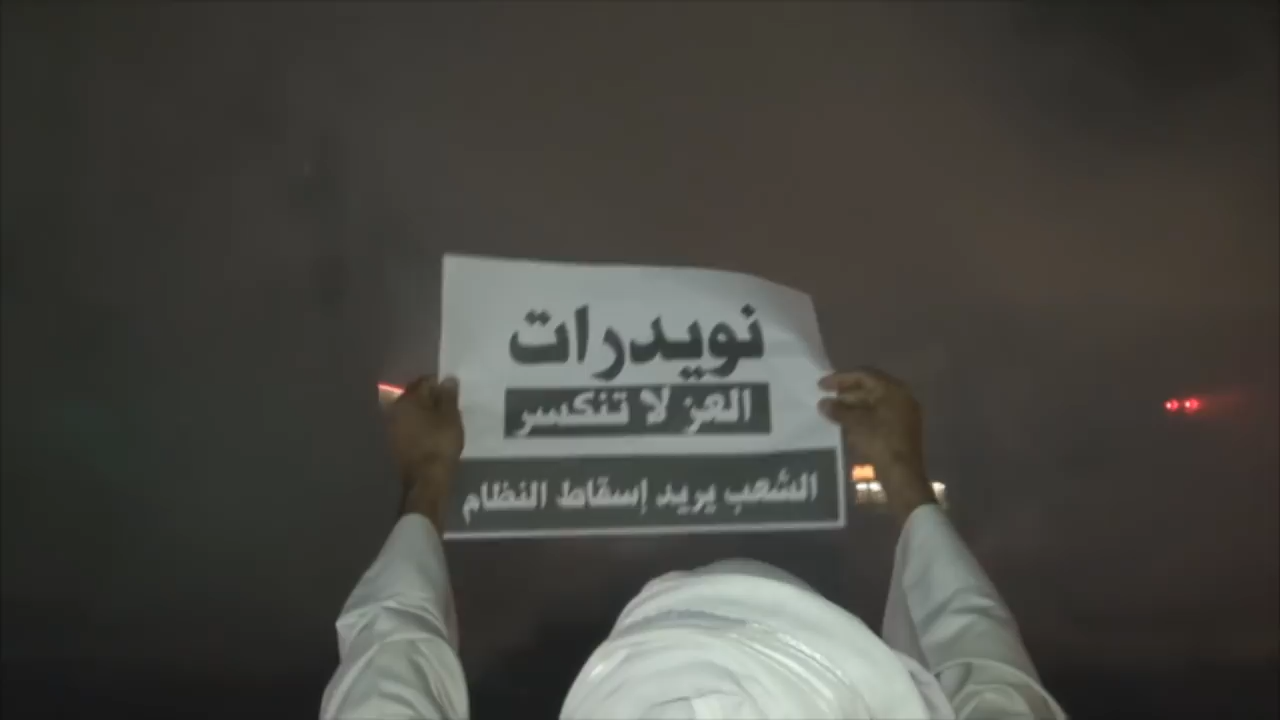 نويدرات
العز لا تنكسر
الشعب يريد إسقاط النظام